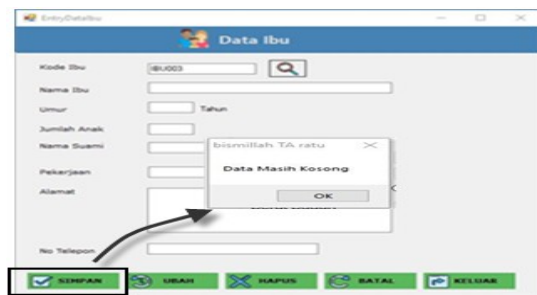 EntryDataIbu
Data Ibu
Kode Ibu IBU003
Nama Ibu
Umur Tahun
Jumlah Anak
Nama Suami
Pekerjaan
Alamat
No Telepon
bismillah TA ratu
Data Masih Kosong
OK
SIMPAN UBAH HAPUS BATAL KELUAR